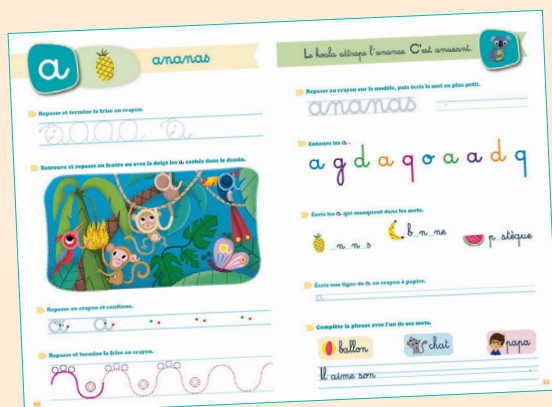 a
ananas
Repasse et termine la frise au crayon.
a a a a a
Retrouve et repasse au feutre ou avec le doigt les a cachés dans le dessin.
a a
Repasse au crayon et continue.
a a
Repasse et termine la frise au crayon.
Le koala attrape l'ananas. C'est amusant.
Repasse au crayon sur le modèle, puis écris le mot en plus petit.
ananas
Entoure les a.
a g d a q o a a d q
Écris les a qui manquent dans les mots.
_n_n_s
b_n_ne
p_stèque
Écris une ligne de a au crayon à papier.
a
Complète la phrase avec l'un de ces mots.
ballon
chat
papa
Il aime son